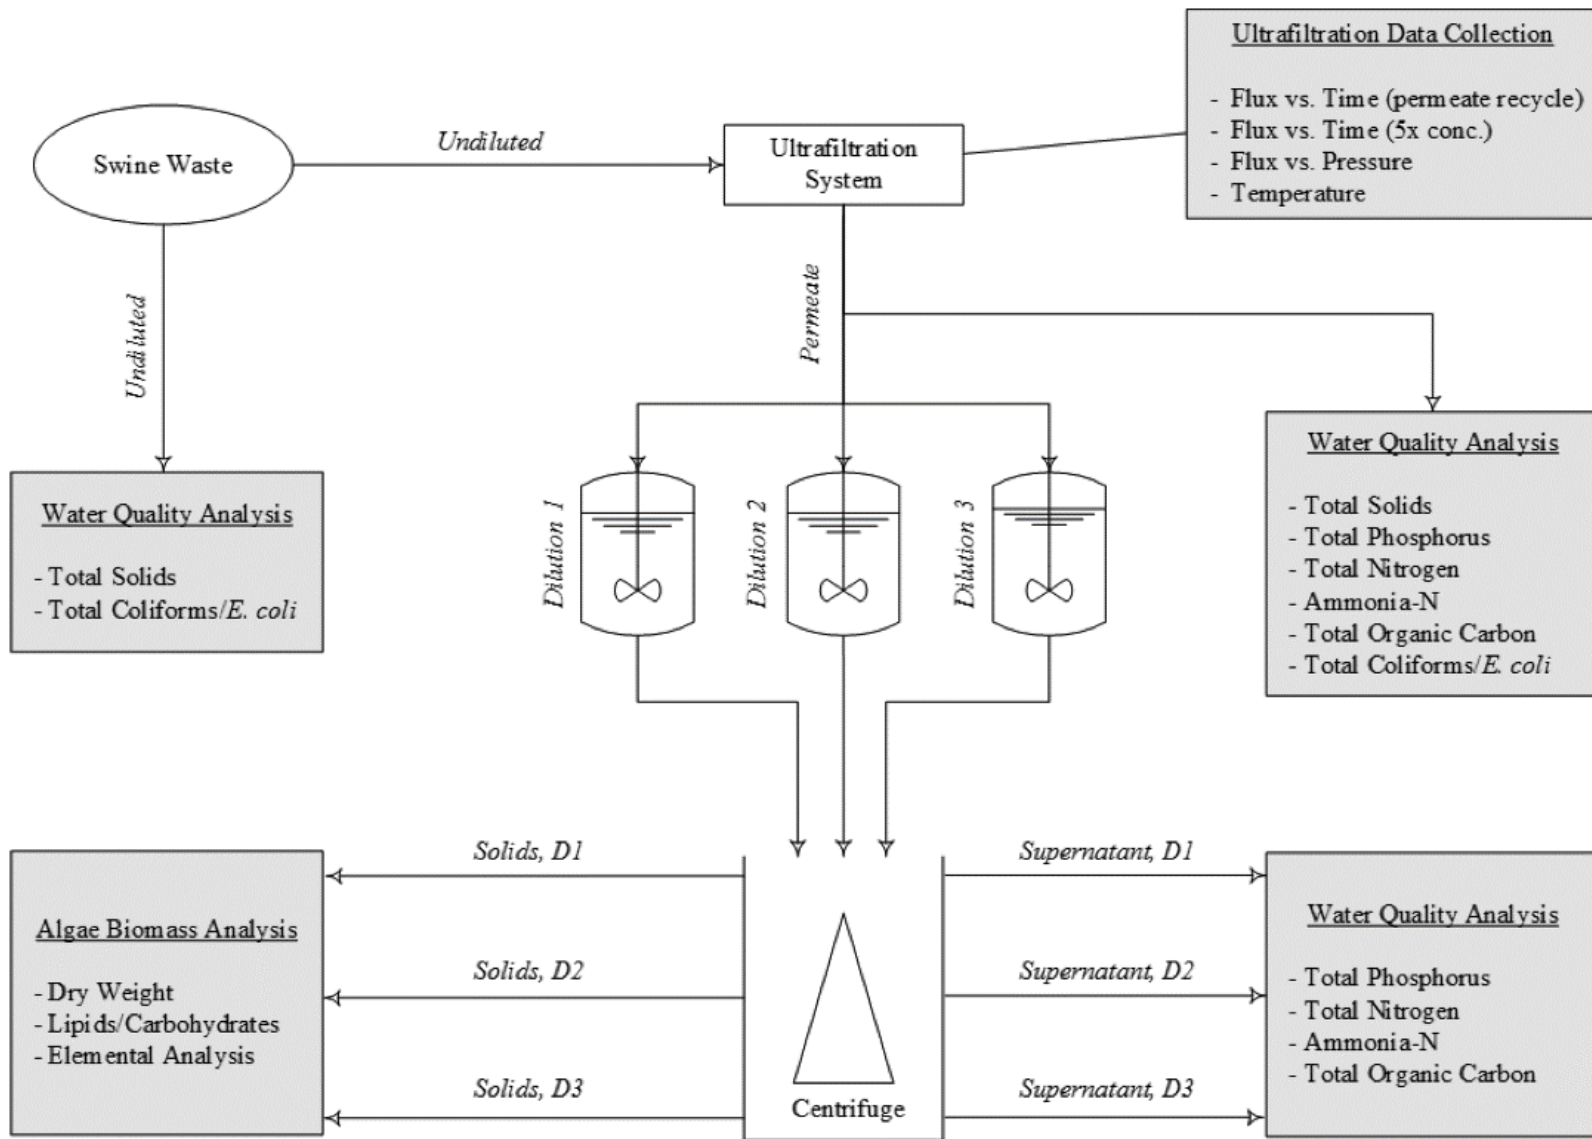 Ultrafiltration Data Collection
- Flux vs. Time (permeate recycle)
- Flux vs. Time (5x conc.)
- Flux vs. Pressure
- Temperature
Swine Waste
Undiluted
Ultrafiltration
System
Undiluted
Permeate
Water Quality Analysis
- Total Solids
- Total Coliforms/E. coli
Dilution 1
Dilution 2
Dilution 3
Water Quality Analysis
- Total Solids
- Total Phosphorus
- Total Nitrogen
- Ammonia-N
- Total Organic Carbon
- Total Coliforms/E. coli
Algae Biomass Analysis
- Dry Weight
- Lipids/Carbohydrates
- Elemental Analysis
Solids, D1
Solids, D2
Solids, D3
Centrifuge
Supernatant, D1
Supernatant, D2
Supernatant, D3
Water Quality Analysis
- Total Phosphorus
- Total Nitrogen
- Ammonia-N
- Total Organic Carbon